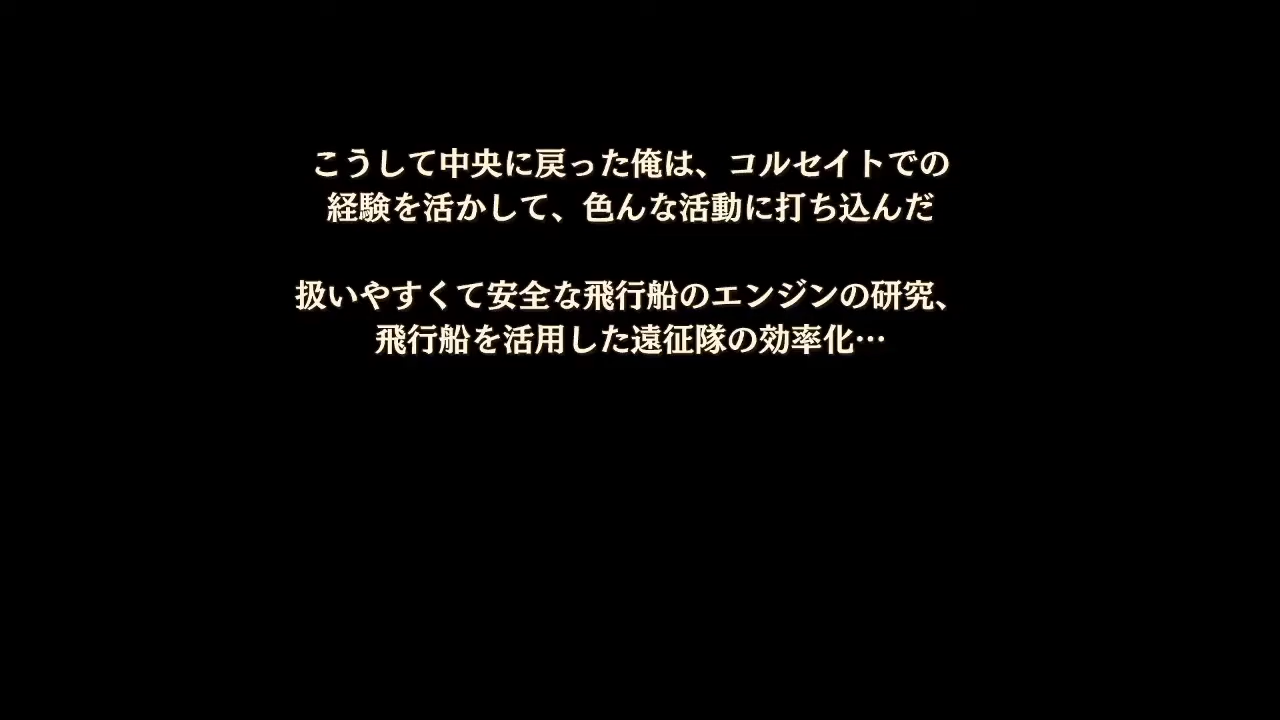 こうして中央に戻った俺は、コルセイトでの
経験を活かして、色んな活動に打ち込んだ
扱いやすくて安全な飛行船のエンジンの研究、
飛行船を活用した遠征隊の効率化…